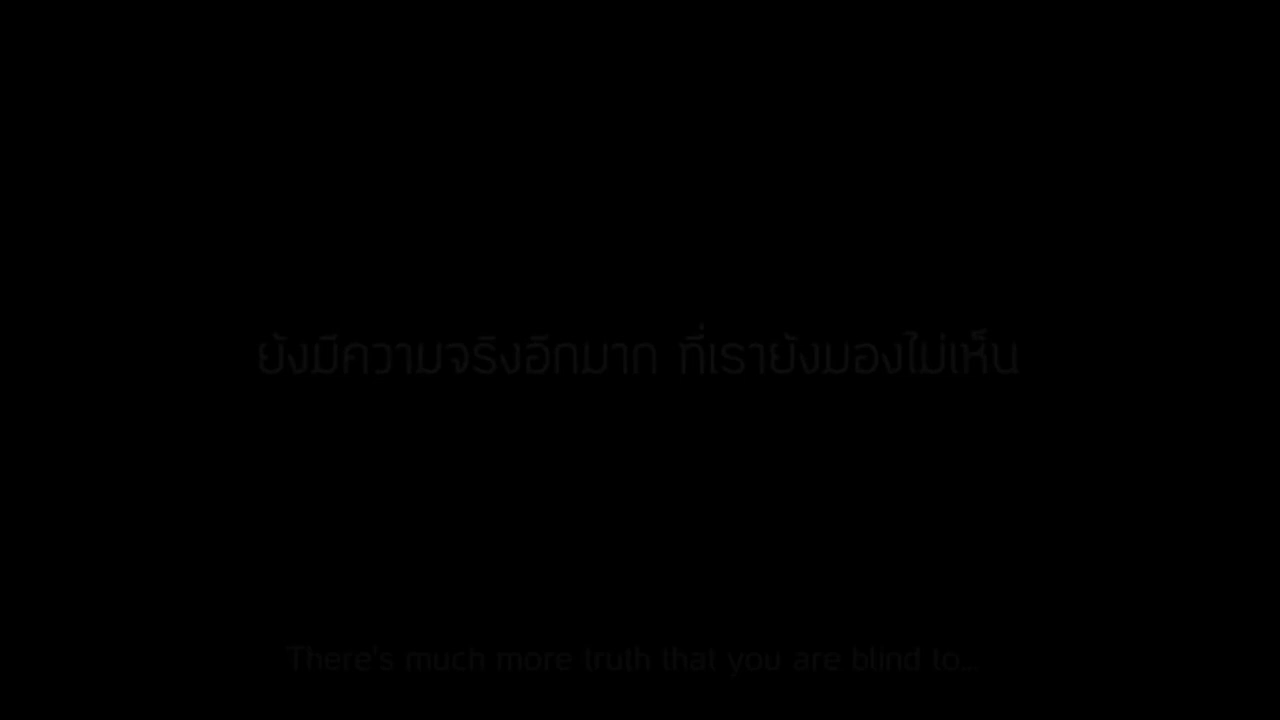 ยังมีความจริงอีกมาก ที่เรายังมองไม่เห็น
There's much more truth that you are blind to...